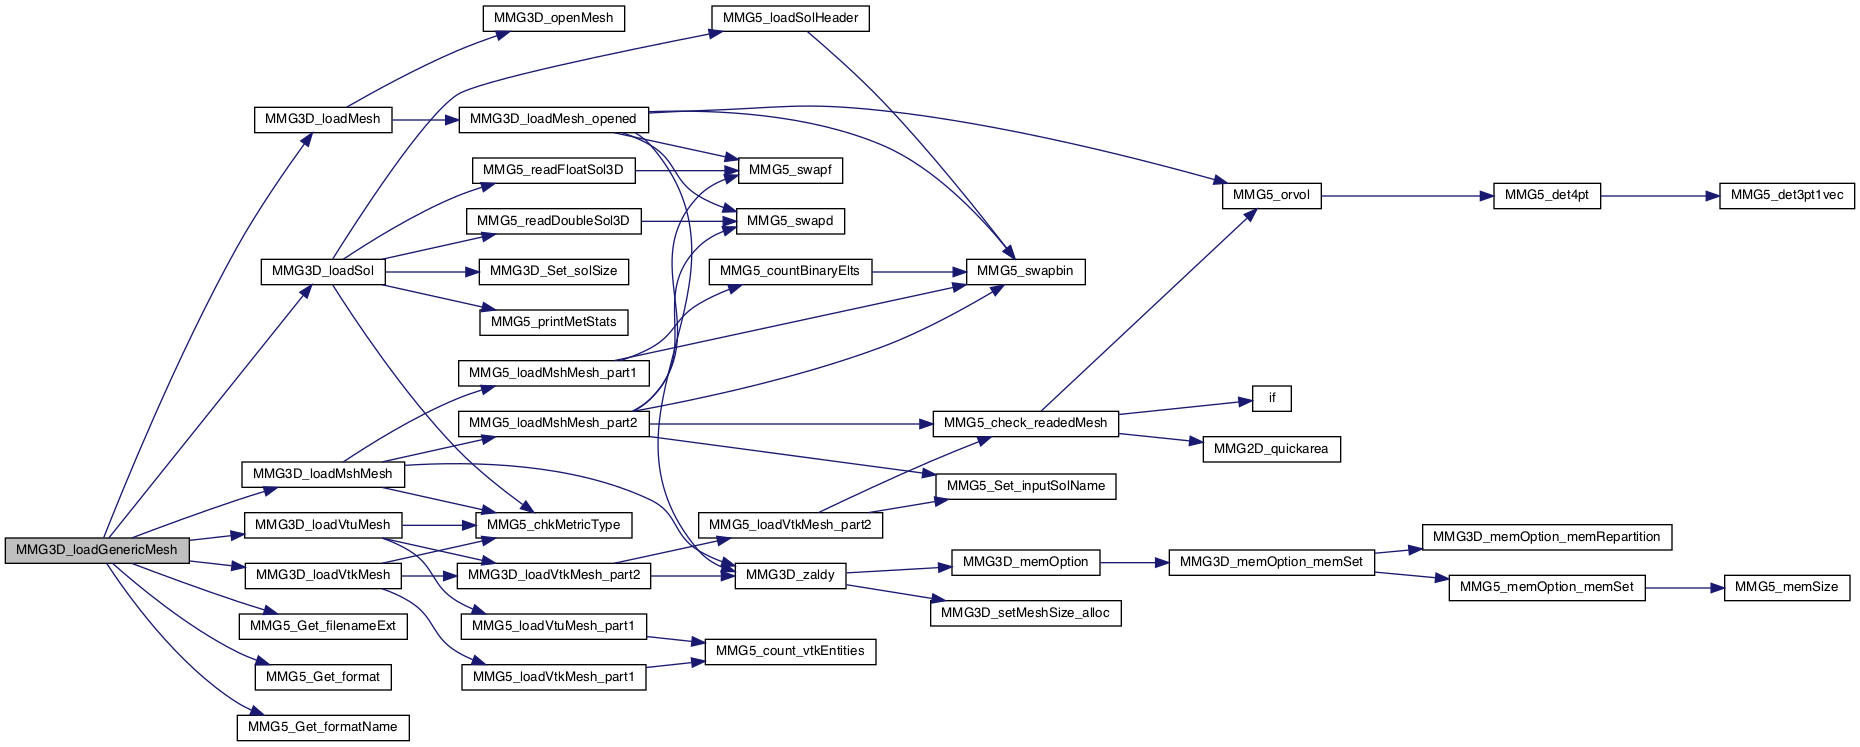 MMG3D_openMesh
MMG5_loadSolHeader
MMG3D_loadMesh
MMG3D_loadMesh_opened
MMG5_readFloatSol3D
MMG5_swapf
MMG5_orvol
MMG5_det4pt
MMG5_det3pt1vec
MMG5_readDoubleSol3D
MMG5_swapd
MMG3D_loadSol
MMG3D_Set_solSize
MMG5_countBinaryElts
MMG5_swapbin
MMG5_printMetStats
MMG5_loadMshMesh_part1
if
MMG5_loadMshMesh_part2
MMG5_check_readedMesh
MMG2D_quickarea
MMG3D_loadMshMesh
MMG5_Set_inputSolName
MMG3D_loadVtuMesh
MMG5_chkMetricType
MMG5_loadVtkMesh_part2
MMG3D_memOption_memRepartition
MMG3D_loadGenericMesh
MMG3D_loadVtkMesh
MMG3D_loadVtkMesh_part2
MMG3D_zaldy
MMG3D_memOption
MMG3D_memOption_memSet
MMG5_memOption_memSet
MMG5_memSize
MMG3D_setMeshSize_alloc
MMG5_Get_filenameExt
MMG5_loadVtuMesh_part1
MMG5_count_vtkEntities
MMG5_Get_format
MMG5_loadVtkMesh_part1
MMG5_Get_formatName